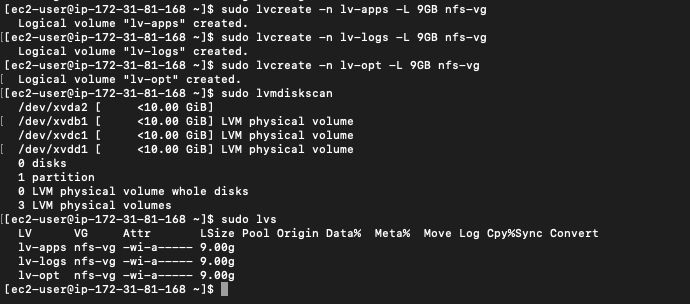 [ec2-user@ip-172-31-81-168 ~]$ sudo lvcreate -n lv-apps -L 9GB nfs-vg
  Logical volume "lv-apps" created.
[[ec2-user@ip-172-31-81-168 ~]$ sudo lvcreate -n lv-logs -L 9GB nfs-vg
  Logical volume "lv-logs" created.
[ec2-user@ip-172-31-81-168 ~]$ sudo lvcreate -n lv-opt -L 9GB nfs-vg
[ Logical volume "lv-opt" created.
[[ec2-user@ip-172-31-81-168 ~]$ sudo lvmdiskscan
  /dev/xvda2 [      <10.00 GiB]
[ /dev/xvdb1 [      <10.00 GiB] LVM physical volume
  /dev/xvdc1 [      <10.00 GiB] LVM physical volume
[ /dev/xvdd1 [      <10.00 GiB] LVM physical volume
  0 disks
  1 partition
  0 LVM physical volume whole disks
  3 LVM physical volumes
[[ec2-user@ip-172-31-81-168 ~]$ sudo lvs
  LV      VG     Attr       LSize Pool Origin Data%  Meta%  Move Log Cpy%Sync Convert
  lv-apps nfs-vg -wi-a----- 9.00g
  lv-logs nfs-vg -wi-a----- 9.00g
  lv-opt  nfs-vg -wi-a----- 9.00g
[ec2-user@ip-172-31-81-168 ~]$